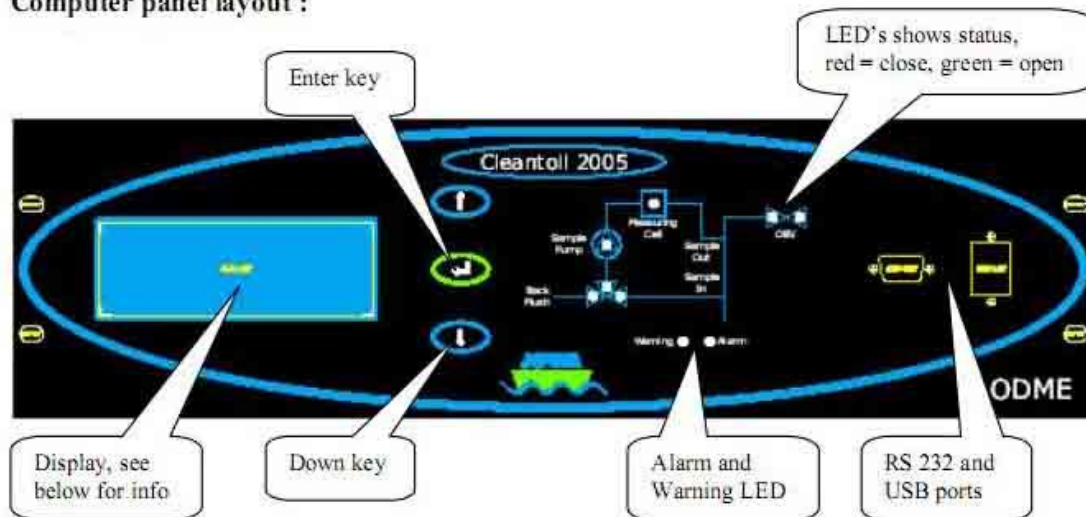 Computer panel layout :
LED's shows status,
red = close, green = open
Enter key
Cleantoil 2005
Measuring
Cell
OBV
Sample
Pump
Sample
Out
Sample
In
Back
Flush
Warning
Alarm
ODME
Display, see
below for info
Down key
Alarm and
Warning LED
RS 232 and
USB ports